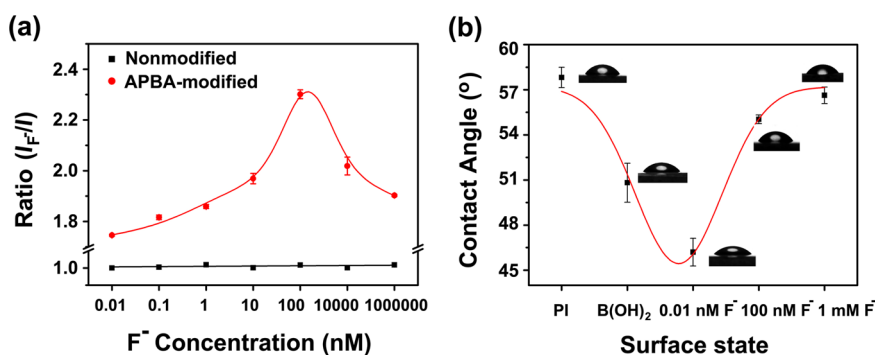 (a)
Nonmodified
APBA-modified
2.4
2.2
2.0
1.8
1.0
Ratio (I_F⁻/I)
0.01 0.1 1 10 100 10000 1000000
F⁻ Concentration (nM)
(b)
60
57
54
51
48
45
Contact Angle (º)
PI B(OH)₂ 0.01 nM F⁻ 100 nM F⁻ 1 mM F⁻
Surface state